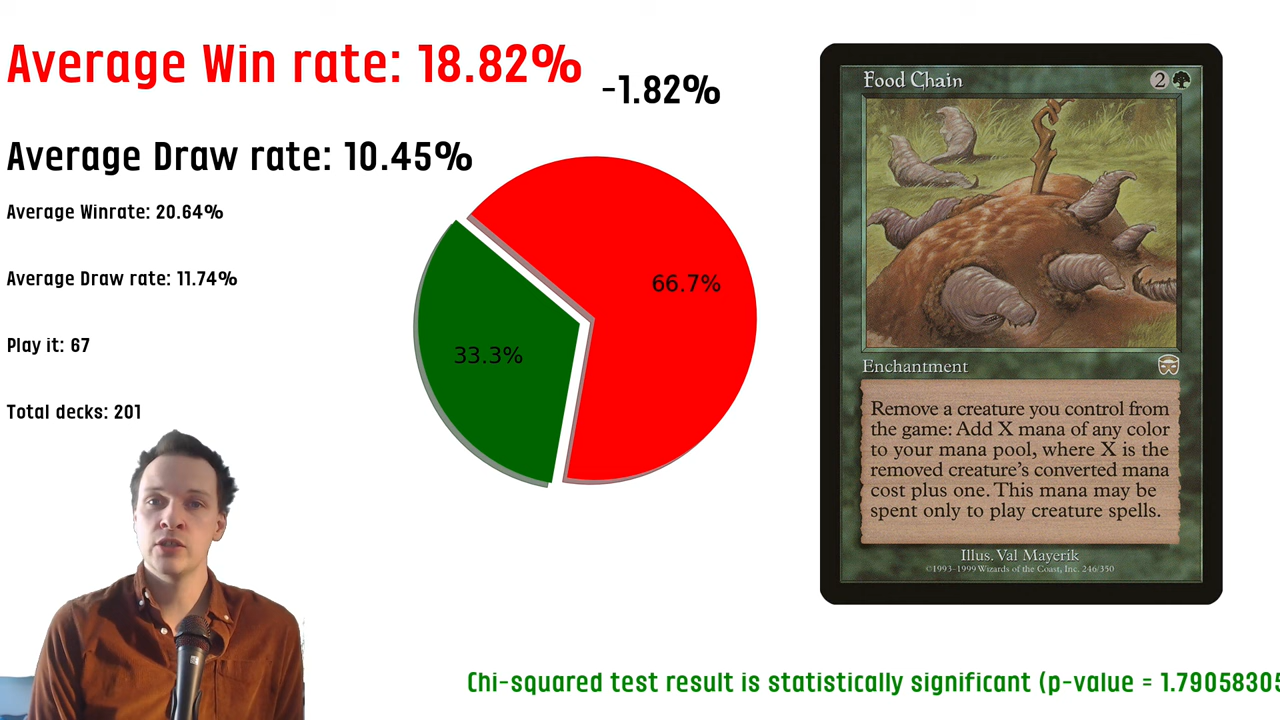 Average Win rate: 18.82%
-1.82%
Average Draw rate: 10.45%
Average Winrate: 20.64%
Average Draw rate: 11.74%
Play it: 67
Total decks: 201
66.7%
33.3%
Food Chain
2
Enchantment
Remove a creature you control from
the game: Add X mana of any color
to your mana pool, where X is the
removed creature's converted mana
cost plus one. This mana may be
spent only to play creature spells.
Illus. Val Mayerik
©1993–1999 Wizards of the Coast, Inc. 246/350
Chi-squared test result is statistically significant (p-value = 1.79058305